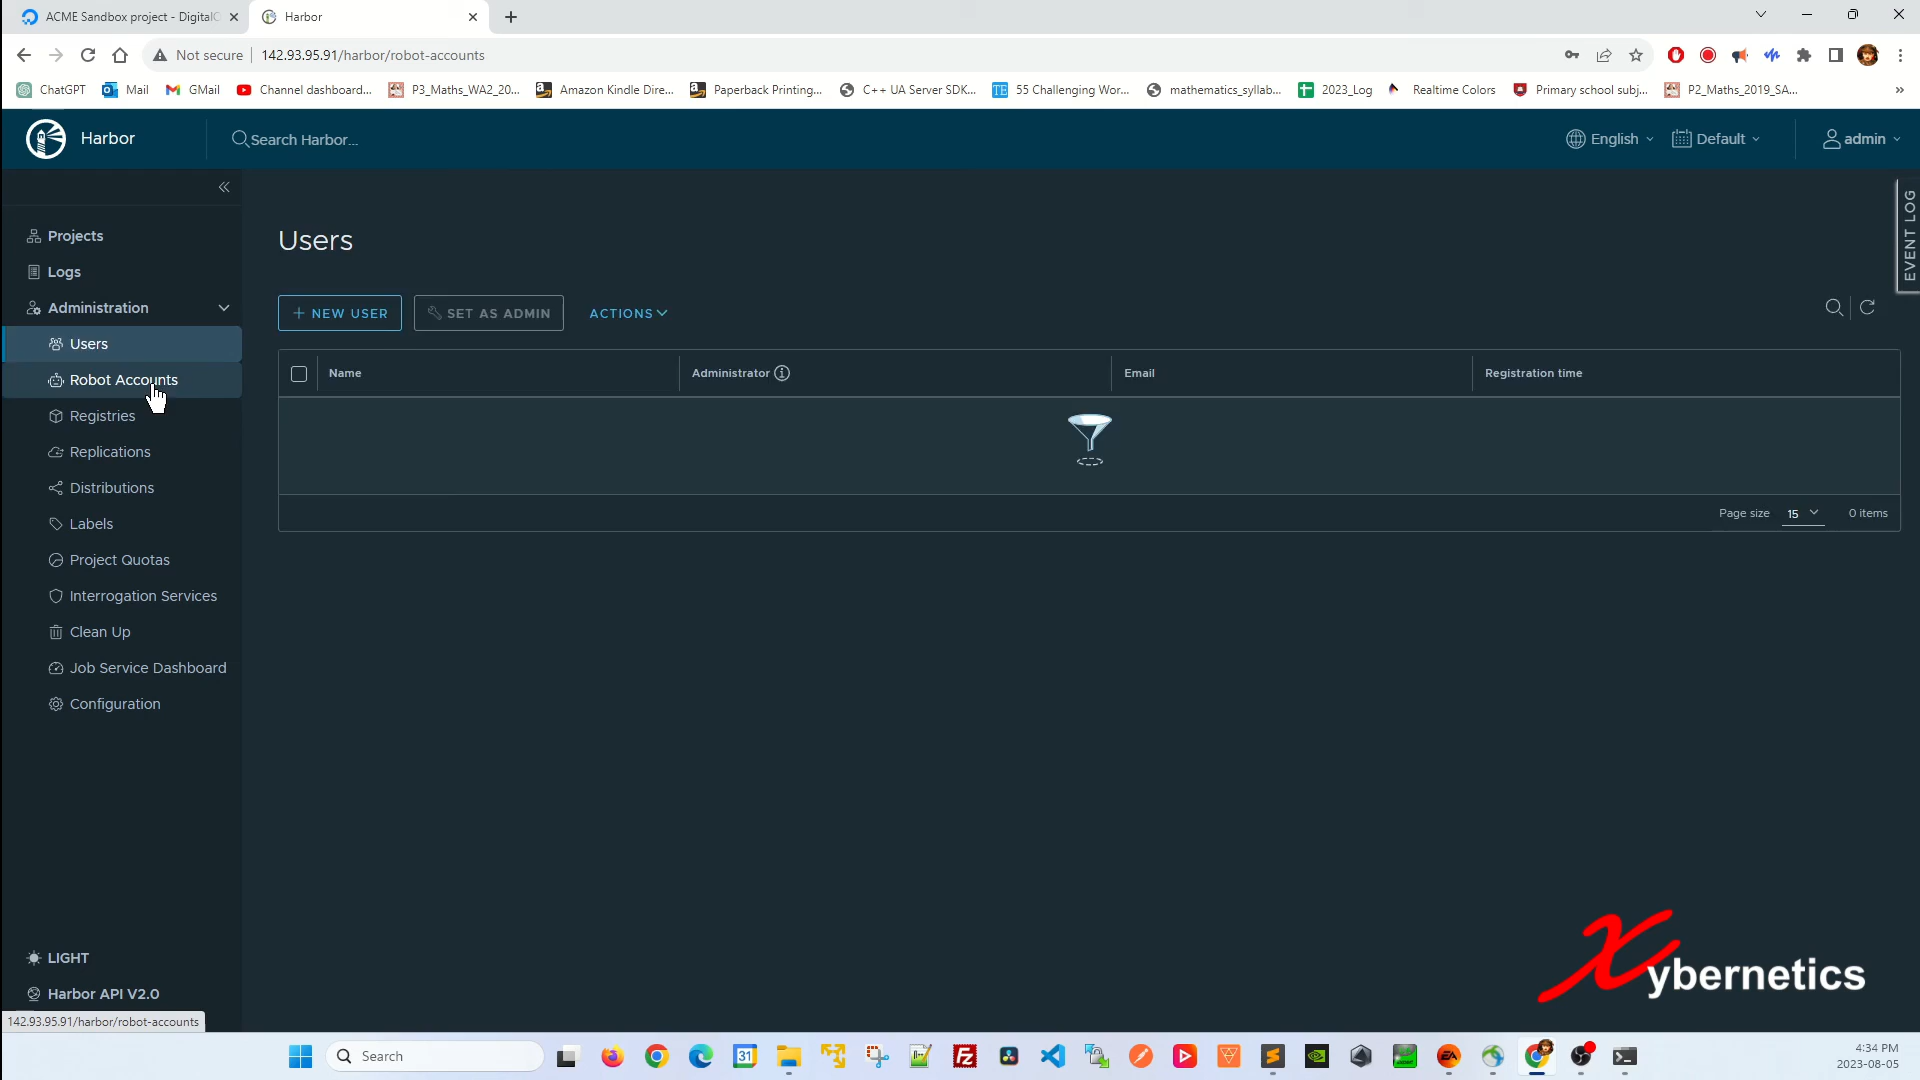 ACME Sandbox project - DigitalO
Harbor
Not secure
142.93.95.91/harbor/robot-accounts
ChatGPT
Mail
GMail
Channel dashboard...
P3_Maths_WA2_20...
Amazon Kindle Dire...
Paperback Printing...
C++ UA Server SDK...
TE
55 Challenging Wor...
mathematics_syllab...
2023_Log
Realtime Colors
Primary school subj...
P2_Maths_2019_SA...
»
Harbor
Search Harbor...
English
Default
admin
EVENT LOG
Projects
Logs
Administration
Users
Robot Accounts
Registries
Replications
Distributions
Labels
Project Quotas
Interrogation Services
Clean Up
Job Service Dashboard
Configuration
LIGHT
Harbor API V2.0
142.93.95.91/harbor/robot-accounts
Users
+ NEW USER
SET AS ADMIN
ACTIONS
Name
Administrator
Email
Registration time
Page size
15
0 items
Xybernetics
Search
31
Fz
EA
4:34 PM
2023-08-05